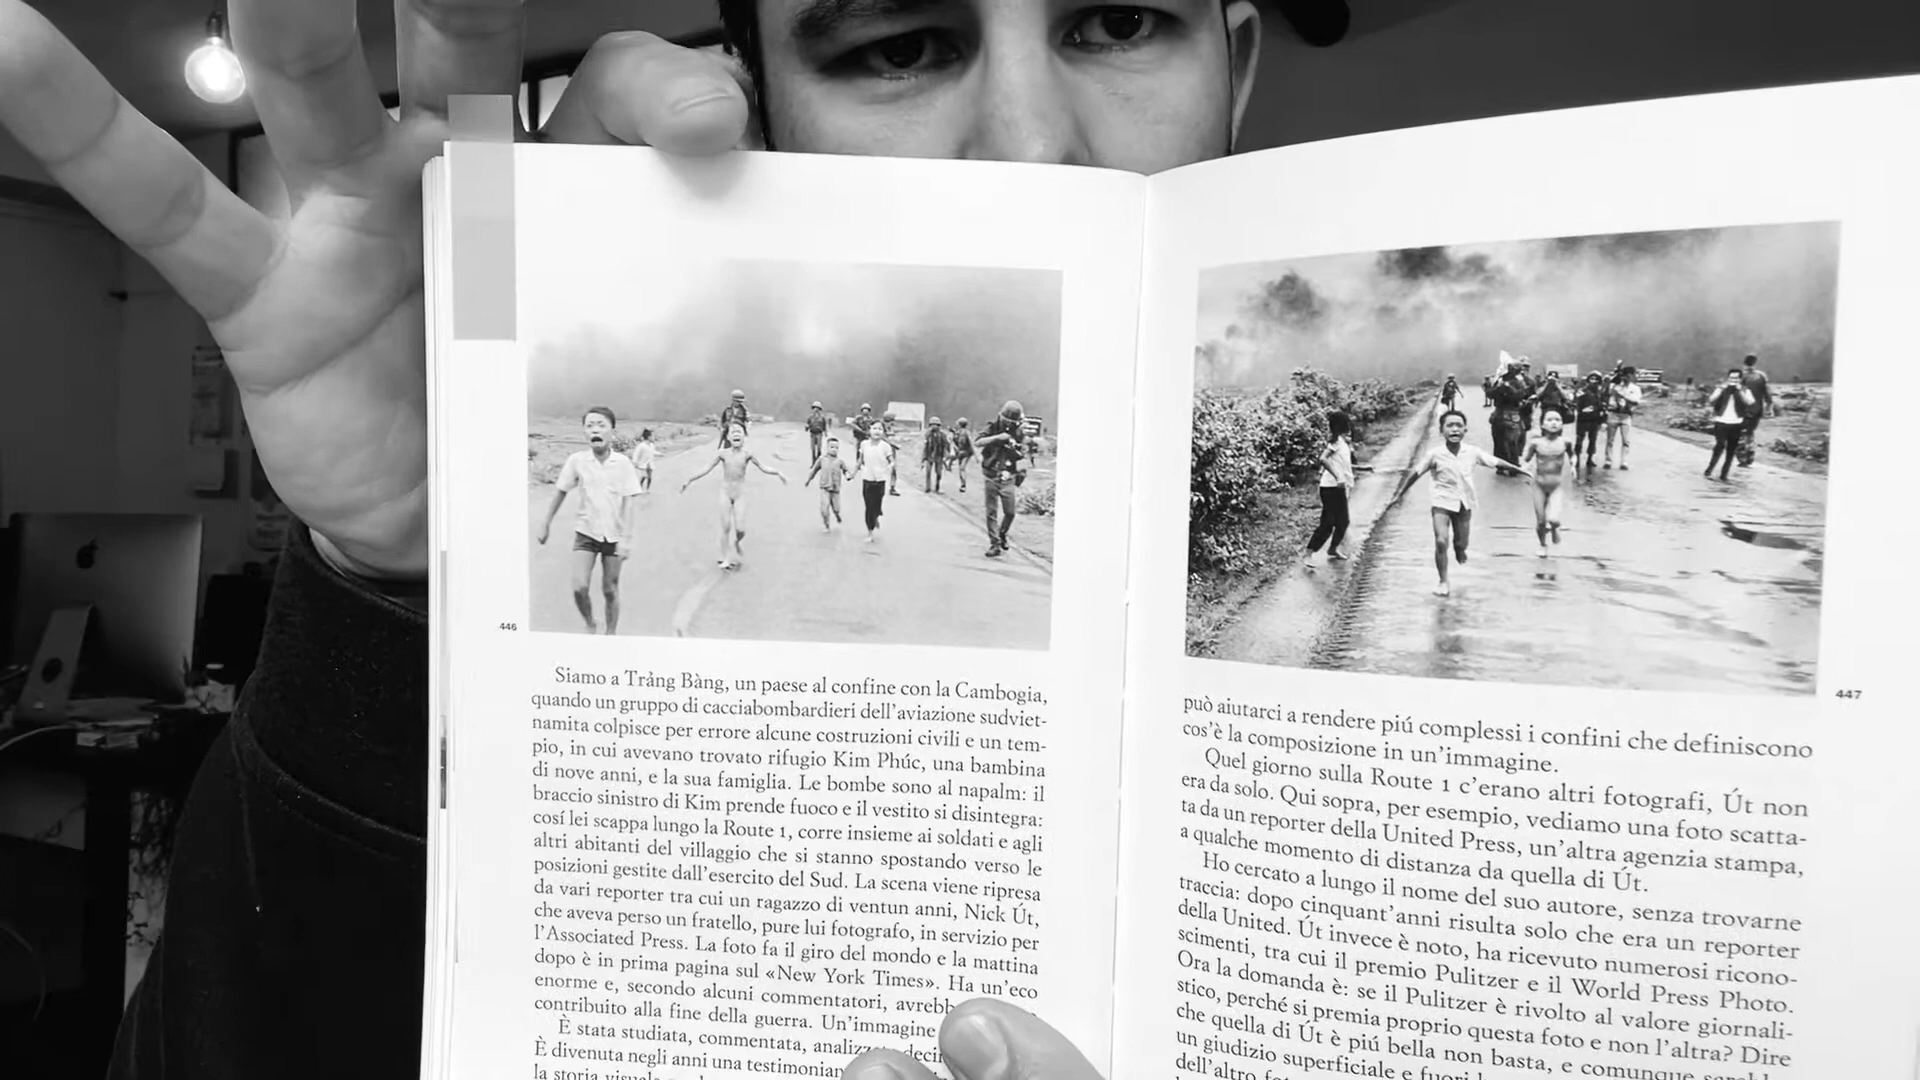 446
Siamo a Trảng Bàng, un paese al confine con la Cambogia,
quando un gruppo di cacciabombardieri dell'aviazione sudviet-
namita colpisce per errore alcune costruzioni civili e un tem-
pio, in cui avevano trovato rifugio Kim Phúc, una bambina
di nove anni, e la sua famiglia. Le bombe sono al napalm: il
braccio sinistro di Kim prende fuoco e il vestito si disintegra:
cosí lei scappa lungo la Route 1, corre insieme ai soldati e agli
altri abitanti del villaggio che si stanno spostando verso le
posizioni gestite dall'esercito del Sud. La scena viene ripresa
da vari reporter tra cui un ragazzo di ventun anni, Nick Út,
che aveva perso un fratello, pure lui fotografo, in servizio per
l'Associated Press. La foto fa il giro del mondo e la mattina
dopo è in prima pagina sul «New York Times». Ha un'eco
enorme e, secondo alcuni commentatori, avrebb
contribuito alla fine della guerra. Un'immagine
È stata studiata, commentata, analizz
È divenuta negli anni una testimonian
la storia
447
può aiutarci a rendere piú complessi i confini che definiscono
cos'è la composizione in un'immagine.
Quel giorno sulla Route 1 c'erano altri fotografi, Út non
era da solo. Qui sopra, per esempio, vediamo una foto scatta-
ta da un reporter della United Press, un'altra agenzia stampa,
a qualche momento di distanza da quella di Út.
Ho cercato a lungo il nome del suo autore, senza trovarne
traccia: dopo cinquant'anni risulta solo che era un reporter
della United. Út invece è noto, ha ricevuto numerosi ricono-
scimenti, tra cui il premio Pulitzer e il World Press Photo.
Ora la domanda è: se il Pulitzer è rivolto al valore giornali-
stico, perché si premia proprio questa foto e non l'altra? Dire
che quella di Út è piú bella non basta, e comunque
un giudizio superficiale e
dell'altro